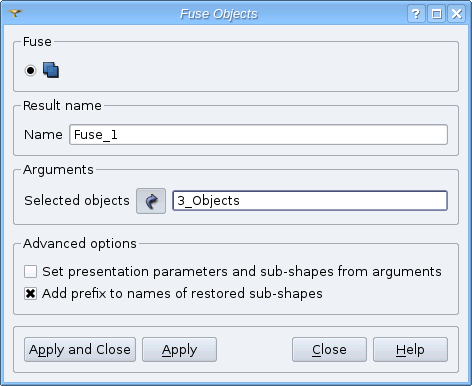 Fuse Objects
Fuse
Result name
Name Fuse_1
Arguments
Selected objects 3_Objects
Advanced options
Set presentation parameters and sub-shapes from arguments
Add prefix to names of restored sub-shapes
Apply and Close Apply Close Help